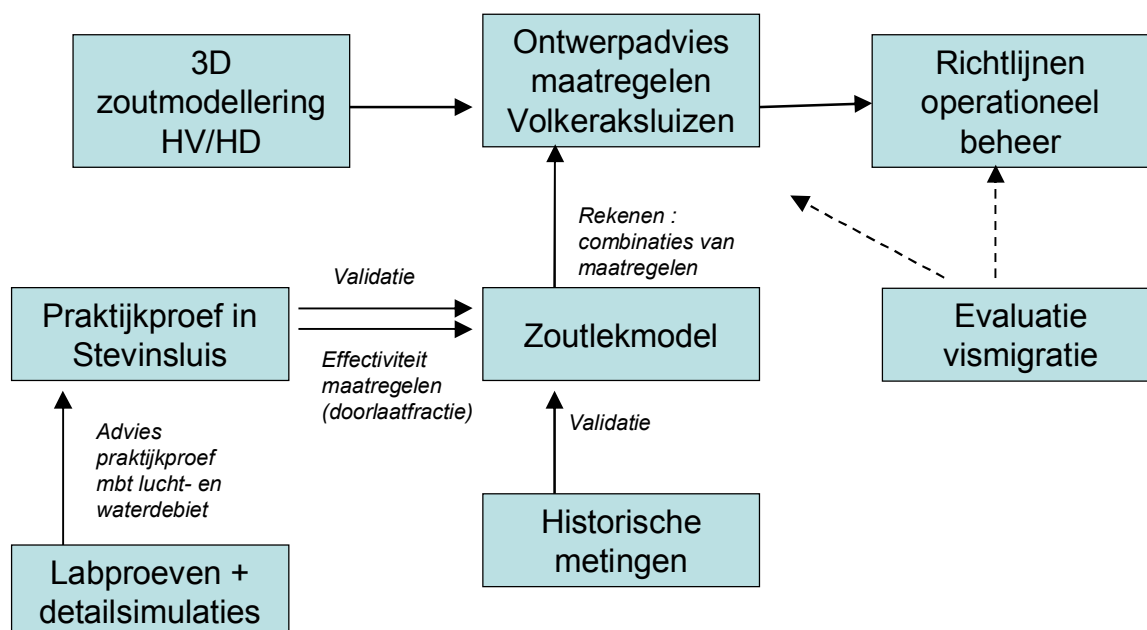 3D
zoutmodellering
HV/HD
Ontwerpadvies
maatregelen
Volkeraksluizen
Richtlijnen
operationeel
beheer
Rekenen :
combinaties van
maatregelen
Validatie
Praktijkproef in
Stevinsluis
Effectiviteit
maatregelen
(doorlaatfractie)
Zoutlekmodel
Evaluatie
vismigratie
Advies
praktijkproef
mbt lucht- en
waterdebiet
Validatie
Historische
metingen
Labproeven +
detailsimulaties